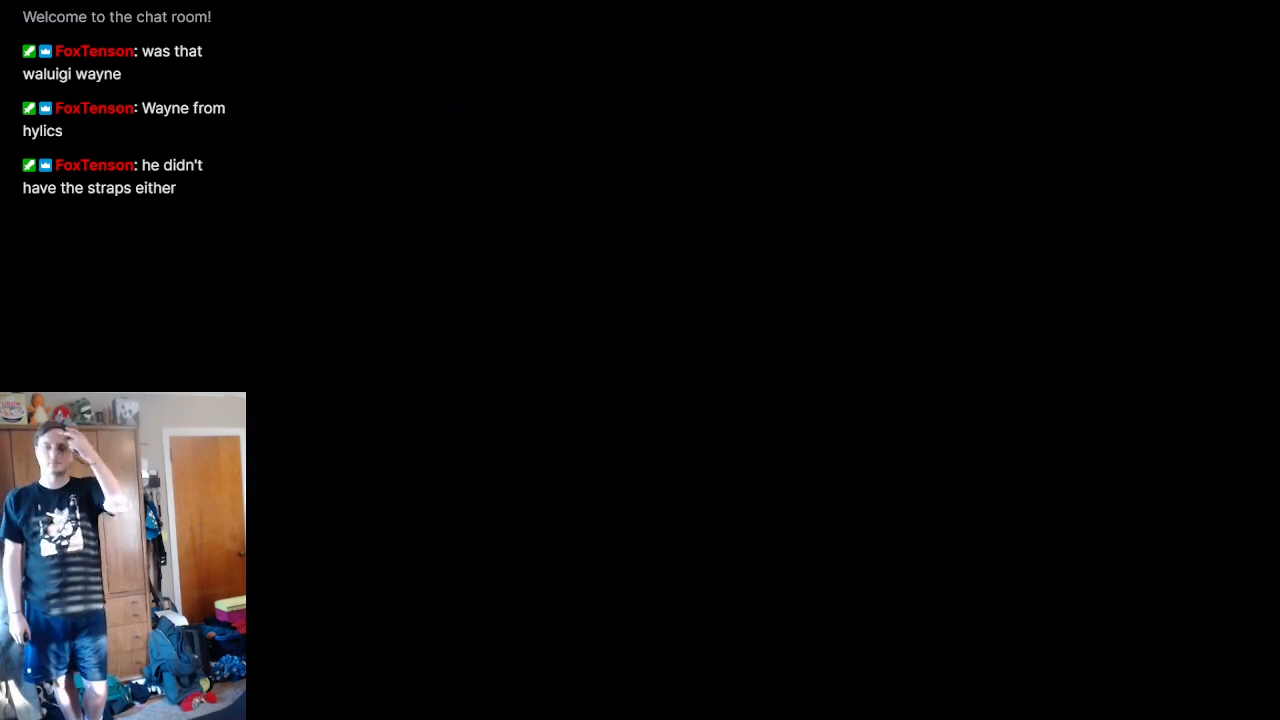 Welcome to the chat room!
FoxTenson: was that
waluigi wayne
FoxTenson: Wayne from
hylics
FoxTenson: he didn't
have the straps either